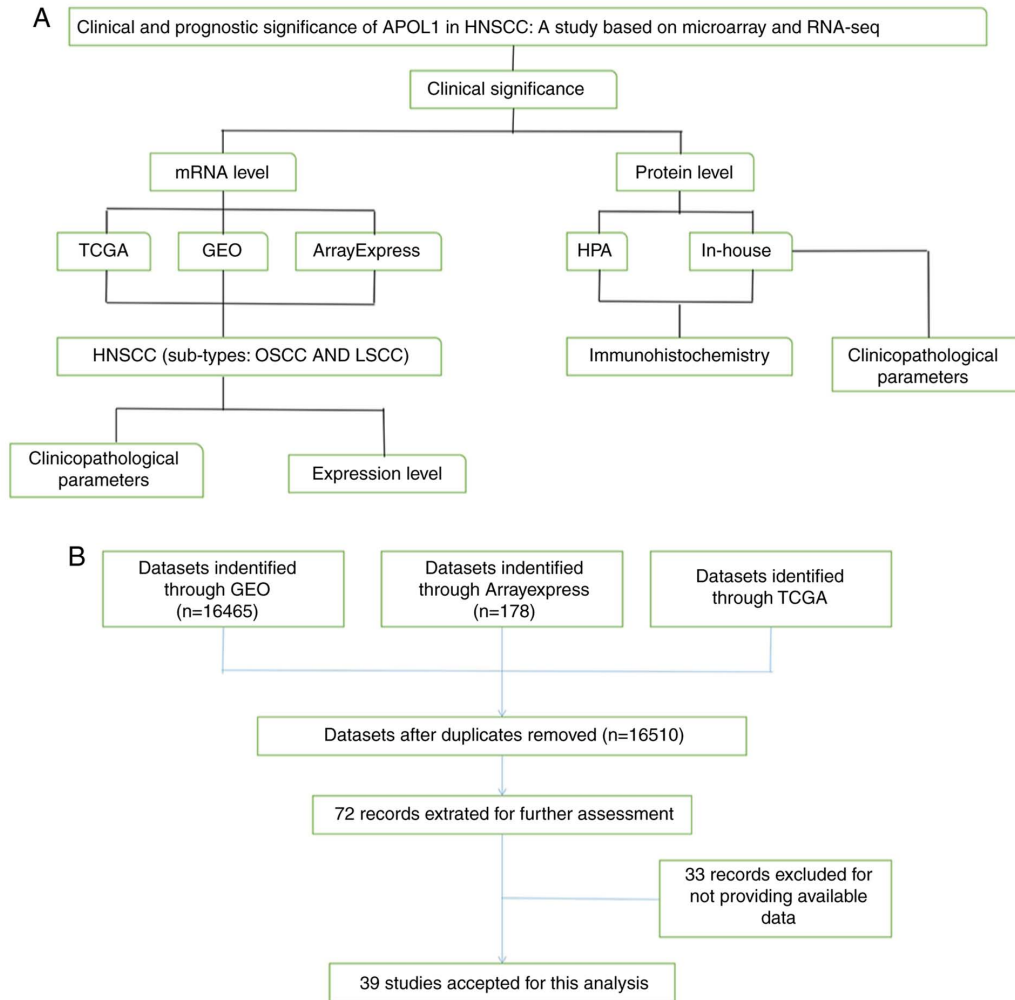 A
Clinical and prognostic significance of APOL1 in HNSCC: A study based on microarray and RNA-seq
Clinical significance
mRNA level
Protein level
TCGA
GEO
ArrayExpress
HPA
In-house
HNSCC (sub-types: OSCC AND LSCC)
Immunohistochemistry
Clinicopathological
parameters
Clinicopathological
parameters
Expression level
B
Datasets indentified
through GEO
(n=16465)
Datasets indentified
through Arrayexpress
(n=178)
Datasets identified
through TCGA
Datasets after duplicates removed (n=16510)
72 records extrated for further assessment
33 records excluded for
not providing available
data
39 studies accepted for this analysis